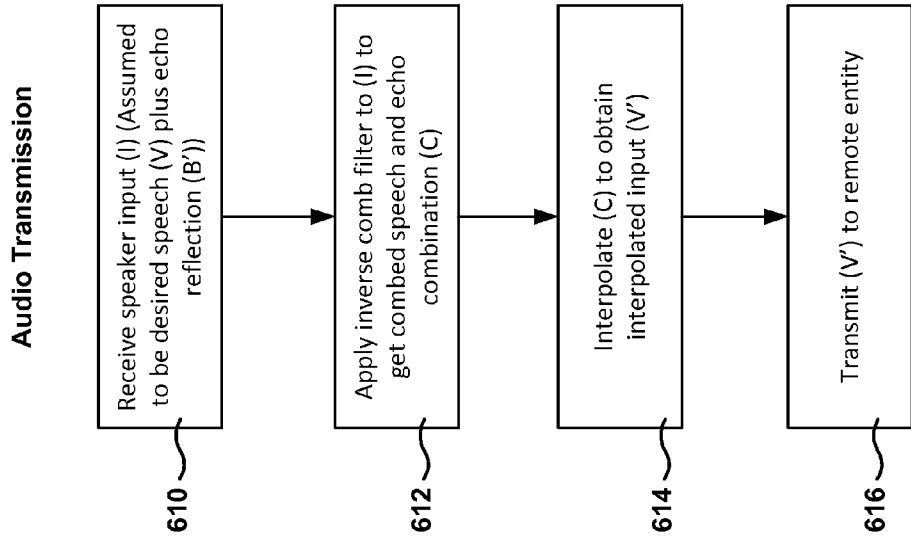 Audio Transmission
610
Receive speaker input (I) (Assumed
to be desired speech (V) plus echo
reflection (B'))
612
Apply inverse comb filter to (I) to
get combed speech and echo
combination (C)
614
Interpolate (C) to obtain
interpolated input (V')
616
Transmit (V') to remote entity